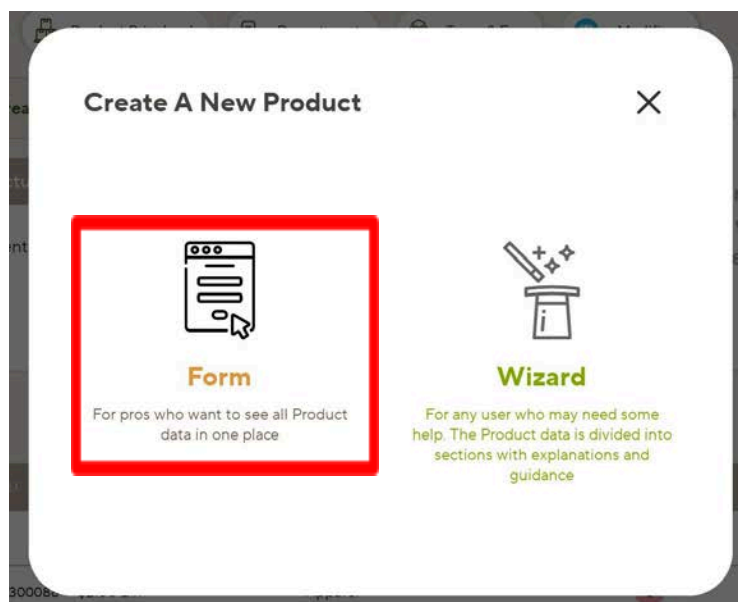 Create A New Product
Form
For pros who want to see all Product
data in one place
Wizard
For any user who may need some
help. The Product data is divided into
sections with explanations and
guidance